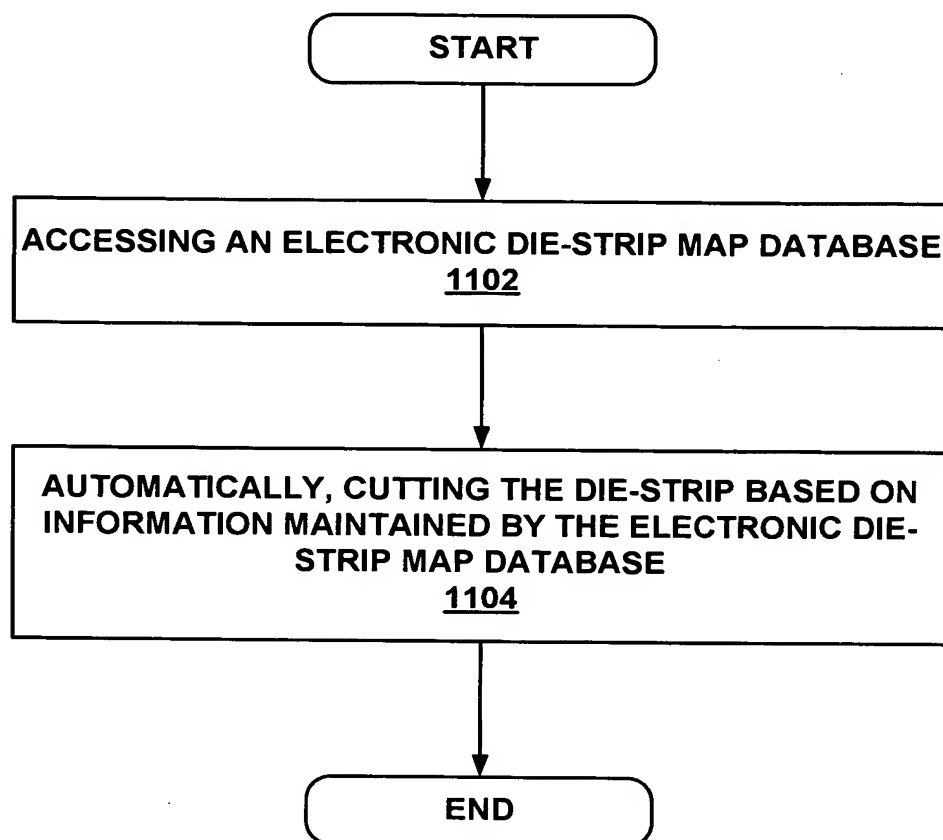 START
ACCESSING AN ELECTRONIC DIE-STRIP MAP DATABASE
1102
AUTOMATICALLY, CUTTING THE DIE-STRIP BASED ON
INFORMATION MAINTAINED BY THE ELECTRONIC DIE-
STRIP MAP DATABASE
1104
END